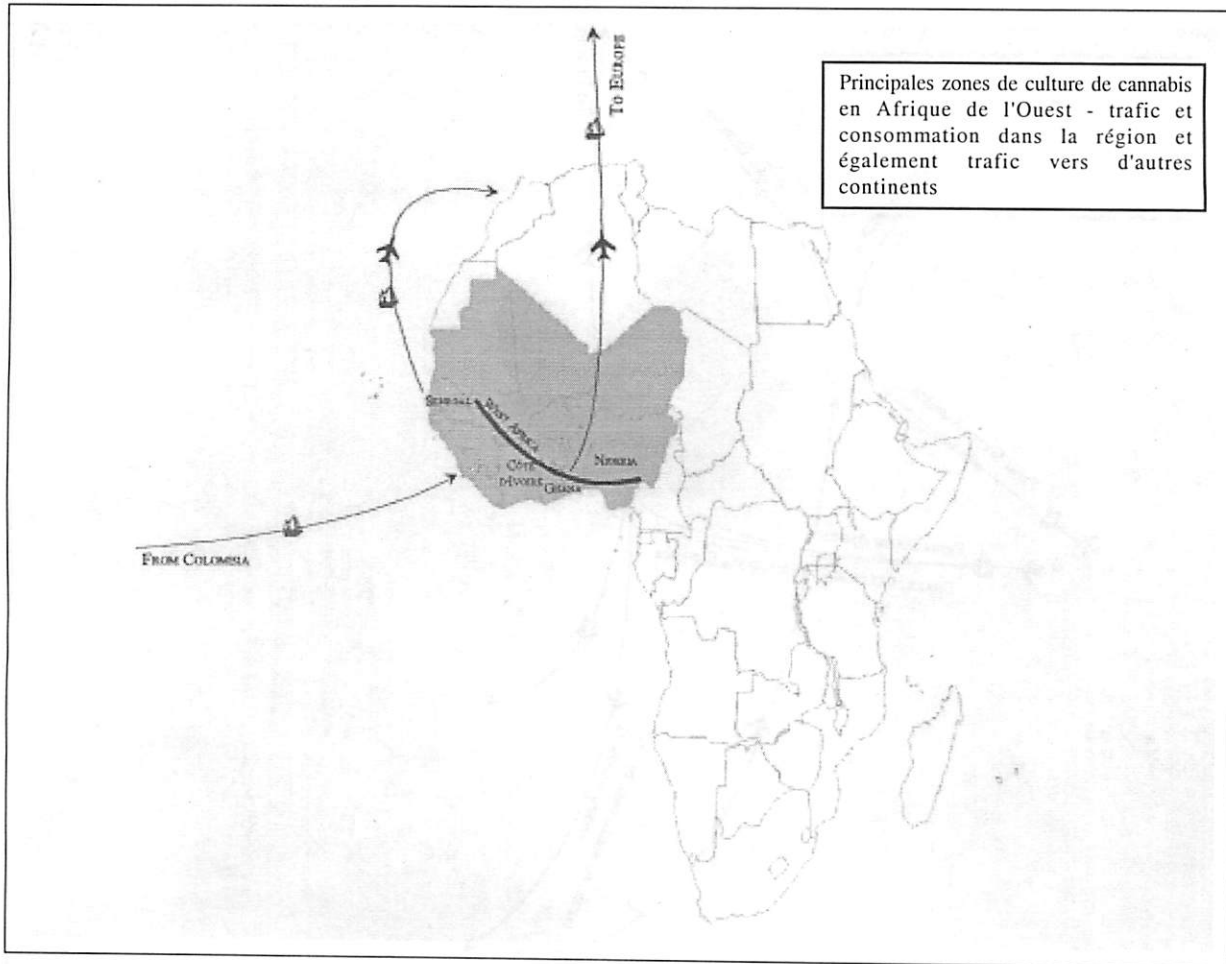 TO EUROPE
Principales zones de culture de cannabis
en Afrique de l'Ouest - trafic et
consommation dans la région et
également trafic vers d'autres
continents
SENEGAL
WEST AFRICA
CÔTE
D'IVOIRE
GHANA
NIGERIA
FROM COLOMBIA